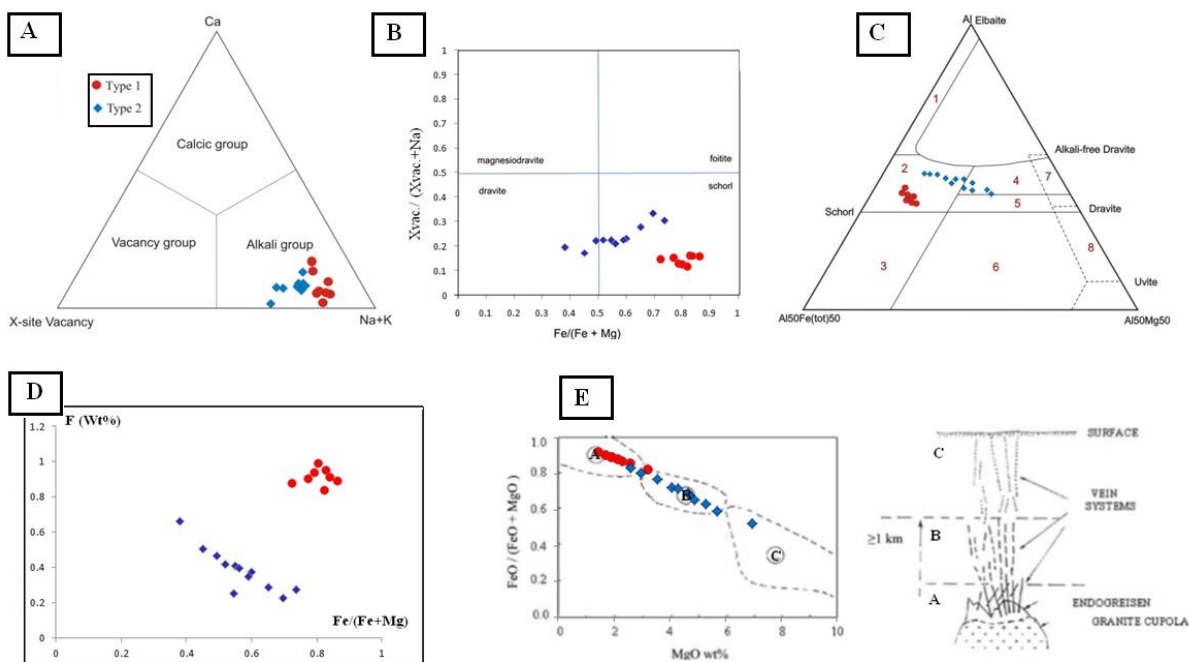 A
Ca
Type 1
Type 2
Calcic group
Vacancy group
Alkali group
X-site Vacancy
Na+K
B
Xvac./ (Xvac.+Na)
1
0.9
0.8
0.7
0.6
0.5
0.4
0.3
0.2
0.1
0
magnesiodravite
foitite
dravite
schorl
0 0.1 0.2 0.3 0.4 0.5 0.6 0.7 0.8 0.9 1
Fe/(Fe + Mg)
C
Al Elbaite
1
Alkali-free Dravite
2
4
7
5
Schorl
Dravite
3
6
8
Uvite
Al50Fe(tot)50
Al50Mg50
D
F (Wt%)
1.2
1
0.8
0.6
0.4
0.2
0
Fe/(Fe+Mg)
0 0.2 0.4 0.6 0.8 1
E
FeO / (FeO + MgO )
1.0
0.8
0.6
0.4
0.2
0.0
A
B
C
0 2 4 6 8 10
MgO wt%
SURFACE
C
VEIN
SYSTEMS
≥1 km
B
A
ENDOGREISEN
GRANITE CUPOLA